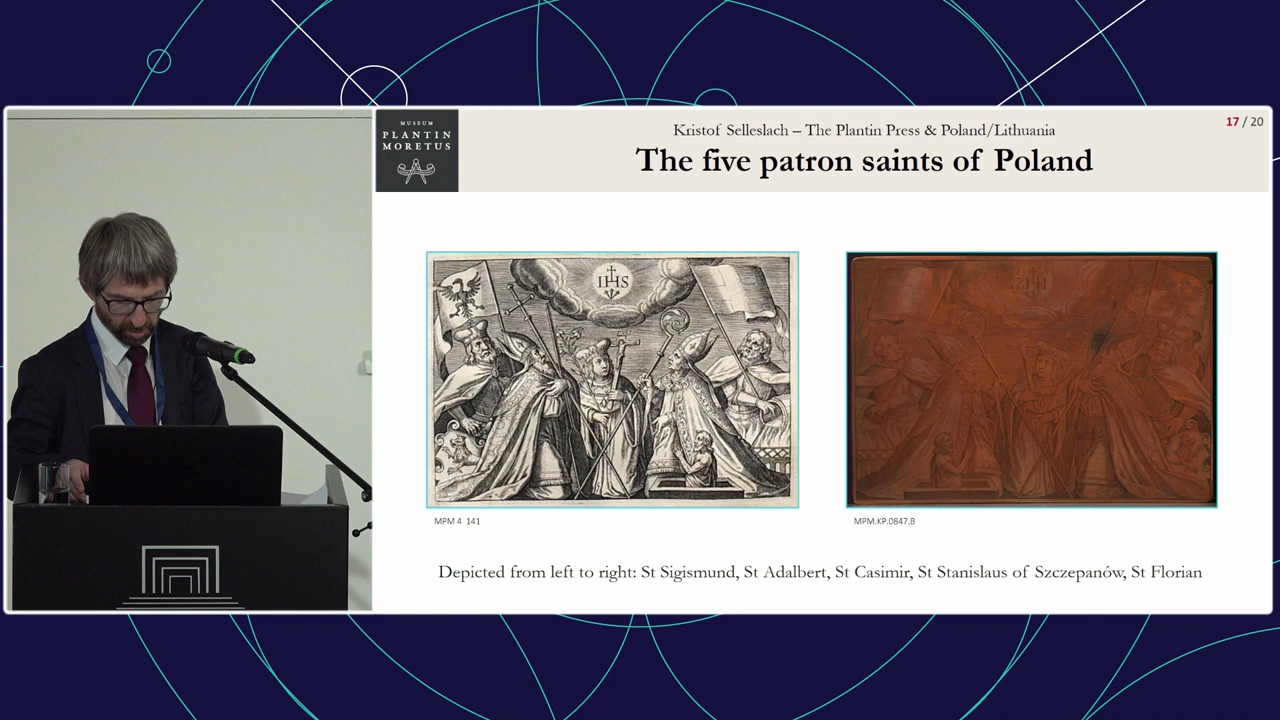 MUSEUM
PLANTIN
MORETUS
Kristof Selleslach – The Plantin Press & Poland/Lithuania
17 / 20
The five patron saints of Poland
IHS
MPM 4 141
MPM.KP.0847.B
Depicted from left to right: St Sigismund, St Adalbert, St Casimir, St Stanislaus of Szczepanów, St Florian